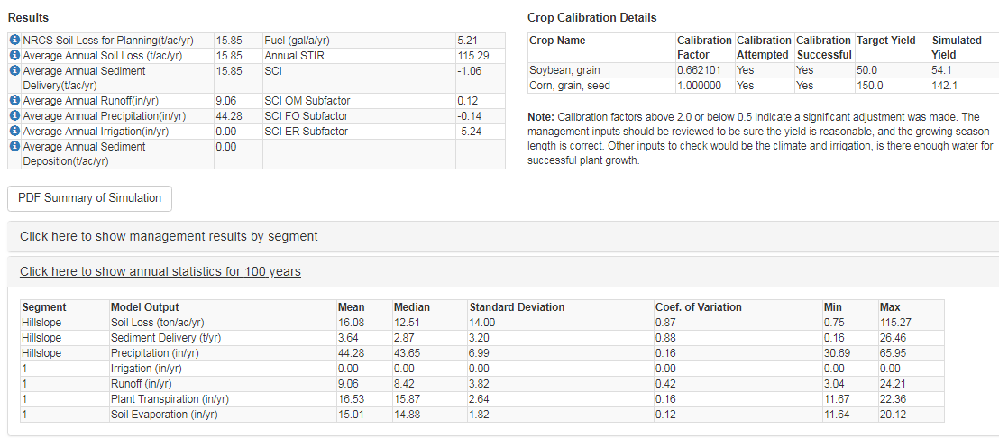 Results
NRCS Soil Loss for Planning(t/ac/yr) 15.85 Fuel (gal/a/yr) 5.21
Average Annual Soil Loss (t/ac/yr) 15.85 Annual STIR 115.29
Average Annual Sediment 15.85 SCI -1.06
Delivery(t/ac/yr)
Average Annual Runoff(in/yr) 9.06 SCI OM Subfactor 0.12
Average Annual Precipitation(in/yr) 44.28 SCI FO Subfactor -0.14
Average Annual Irrigation(in/yr) 0.00 SCI ER Subfactor -5.24
Average Annual Sediment 0.00
Deposition(t/ac/yr)
Crop Calibration Details
Crop Name Calibration Calibration Calibration Target Yield Simulated
Factor Attempted Successful Yield
Soybean, grain 0.662101 Yes Yes 50.0 54.1
Corn, grain, seed 1.000000 Yes Yes 150.0 142.1
Note: Calibration factors above 2.0 or below 0.5 indicate a significant adjustment was made. The
management inputs should be reviewed to be sure the yield is reasonable, and the growing season
length is correct. Other inputs to check would be the climate and irrigation, is there enough water for
successful plant growth.
PDF Summary of Simulation
Click here to show management results by segment
Click here to show annual statistics for 100 years
Segment Model Output Mean Median Standard Deviation Coef. of Variation Min Max
Hillslope Soil Loss (ton/ac/yr) 16.08 12.51 14.00 0.87 0.75 115.27
Hillslope Sediment Delivery (t/yr) 3.64 2.87 3.20 0.88 0.16 26.46
Hillslope Precipitation (in/yr) 44.28 43.65 6.99 0.16 30.69 65.95
1 Irrigation (in/yr) 0.00 0.00 0.00 0.00 0.00 0.00
1 Runoff (in/yr) 9.06 8.42 3.82 0.42 3.04 24.21
1 Plant Transpiration (in/yr) 16.53 15.87 2.64 0.16 11.67 22.36
1 Soil Evaporation (in/yr) 15.01 14.88 1.82 0.12 11.64 20.12